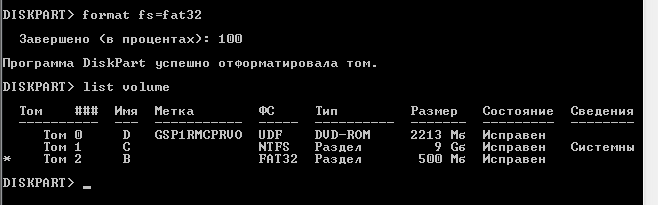 DISKPART> format fs=fat32
Завершено (в процентах): 100
Программа DiskPart успешно отформатировала том.
DISKPART> list volume
Том ### Имя Метка ФС Тип Размер Состояние Сведения
Том 0 D GSP1RMCPRVO UDF DVD-ROM 2213 Мб Исправен
Том 1 C NTFS Раздел 9 Gб Исправен Системны
* Том 2 B FAT32 Раздел 500 Мб Исправен
DISKPART> _